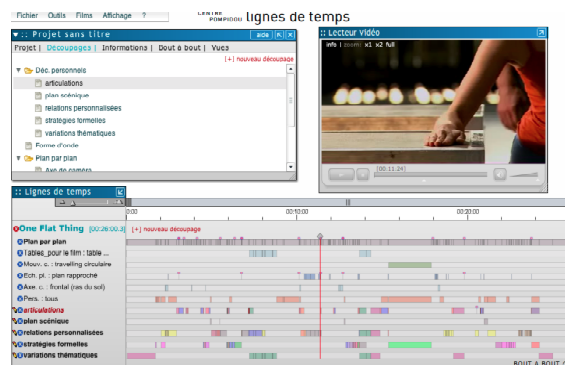 Fichier Outils Films Affichage ?
CENTRE
POMPIDOU lignes de temps
:: Projet sans titre
aide
Projet | Découpages | Informations | Bout à bout | Vues
[+] nouveau découpage
Déc. personnels
articulations
plan scénique
relations personnalisées
stratégies formelles
variations thématiques
Forme d'onde
Plan par plan
Axe de caméra
:: Lecteur Vidéo
info | zoom: x1 x2 full
[00:11:24]
:: Lignes de temps
0:00 00:10:00 00:20:00
One Flat Thing [00:26:00.3] [+] nouveau découpage
Plan par plan
Tables_pour le film : table ...
Mouv. c. : travelling circulaire
Ech. pl. : plan rapproché
Axe. c. : frontal (ras du sol)
Pers. : tous
articulations
plan scénique
relations personnalisées
stratégies formelles
variations thématiques
BOUT A BOUT